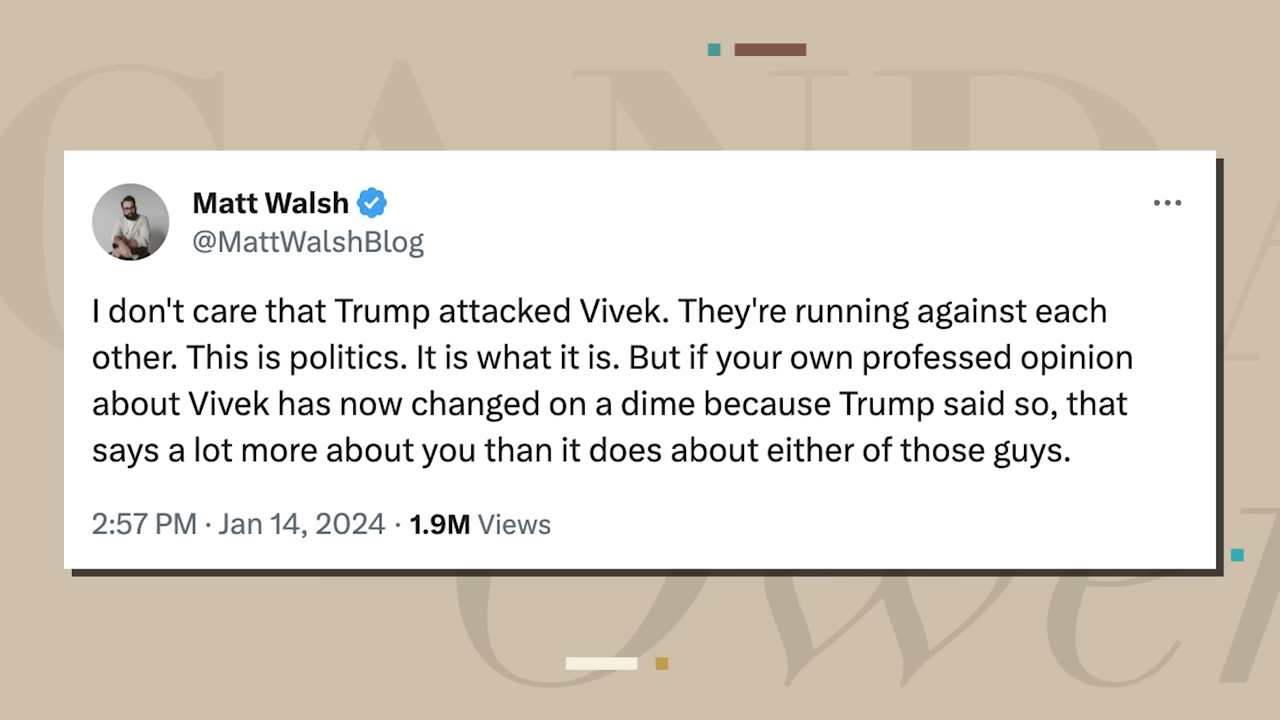 CAND
Matt Walsh
@MattWalshBlog
I don't care that Trump attacked Vivek. They're running against each
other. This is politics. It is what it is. But if your own professed opinion
about Vivek has now changed on a dime because Trump said so, that
says a lot more about you than it does about either of those guys.
2:57 PM · Jan 14, 2024 · 1.9M Views
Owen